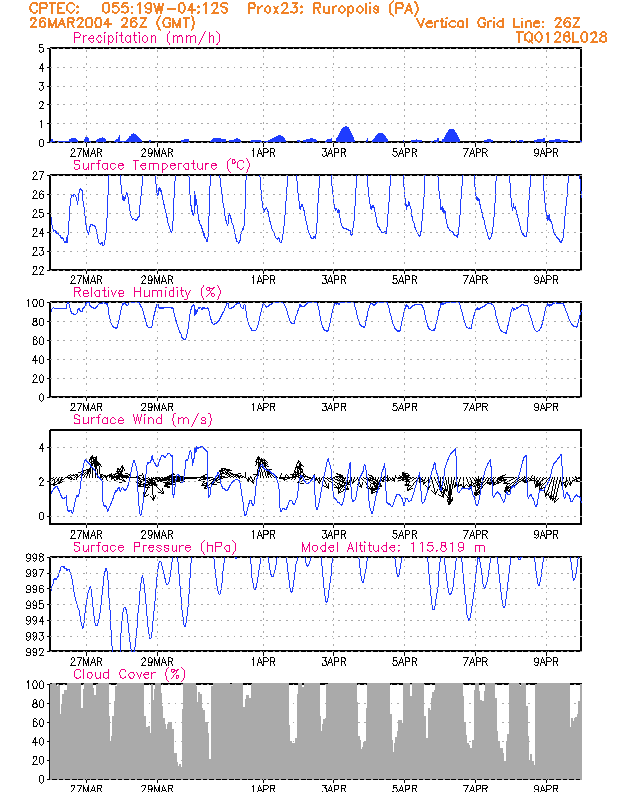 CPTEC: 055:19W-04:12S Prox23: Ruropolis (PA)
26MAR2004 26Z (GMT) Vertical Grid Line: 26Z
Precipitation (mm/h) TQ0126L028
5
4
3
2
1
0
27MAR 29MAR 1APR 3APR 5APR 7APR 9APR
Surface Temperature (ºC)
27
26
25
24
23
22
27MAR 29MAR 1APR 3APR 5APR 7APR 9APR
Relative Humidity (%)
100
80
60
40
20
0
27MAR 29MAR 1APR 3APR 5APR 7APR 9APR
Surface Wind (m/s)
4
2
0
27MAR 29MAR 1APR 3APR 5APR 7APR 9APR
Surface Pressure (hPa) Model Altitude: 115.819 m
998
997
996
995
994
993
992
27MAR 29MAR 1APR 3APR 5APR 7APR 9APR
Cloud Cover (%)
100
80
60
40
20
0
27MAR 29MAR 1APR 3APR 5APR 7APR 9APR